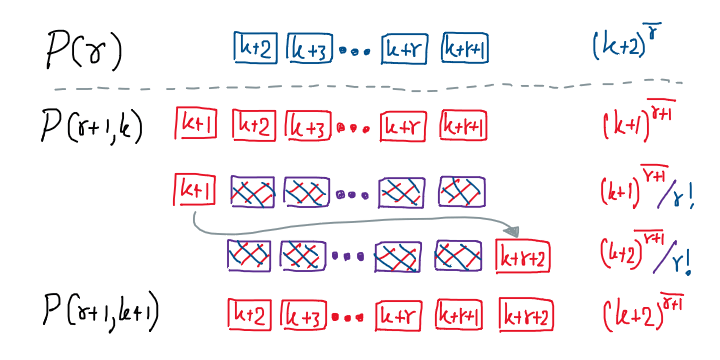 P(r) k+2 k+3 ... k+r k+r+1 (k+2)^r̅
P(r+1,k) k+1 k+2 k+3 ... k+r k+r+1 (k+1)^\overline{r+1}
k+1 ... (k+1)^\overline{r+1}/r!
... k+r+2 (k+2)^\overline{r+1}/r!
P(r+1,k+1) k+2 k+3 ... k+r k+r+1 k+r+2 (k+2)^\overline{r+1}